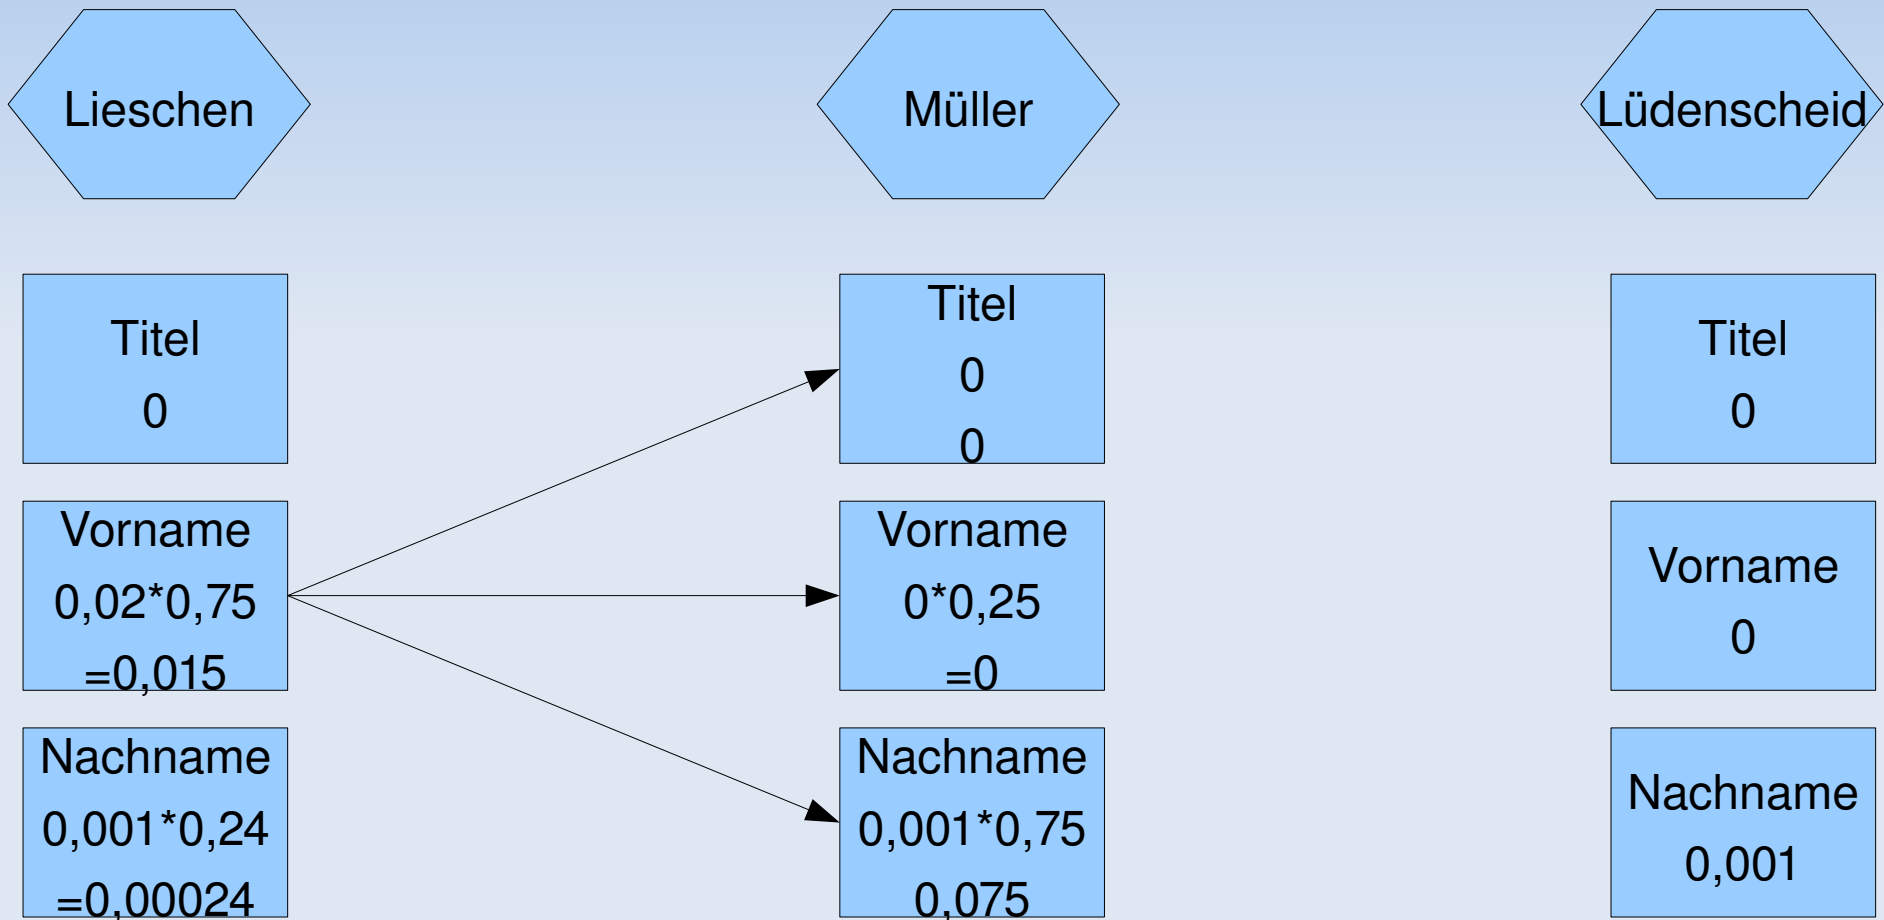 Lieschen
Müller
Lüdenscheid
Titel
0
Titel
0
0
Titel
0
Vorname
0,02*0,75
=0,015
Vorname
0*0,25
=0
Vorname
0
Nachname
0,001*0,24
=0,00024
Nachname
0,001*0,75
0,075
Nachname
0,001